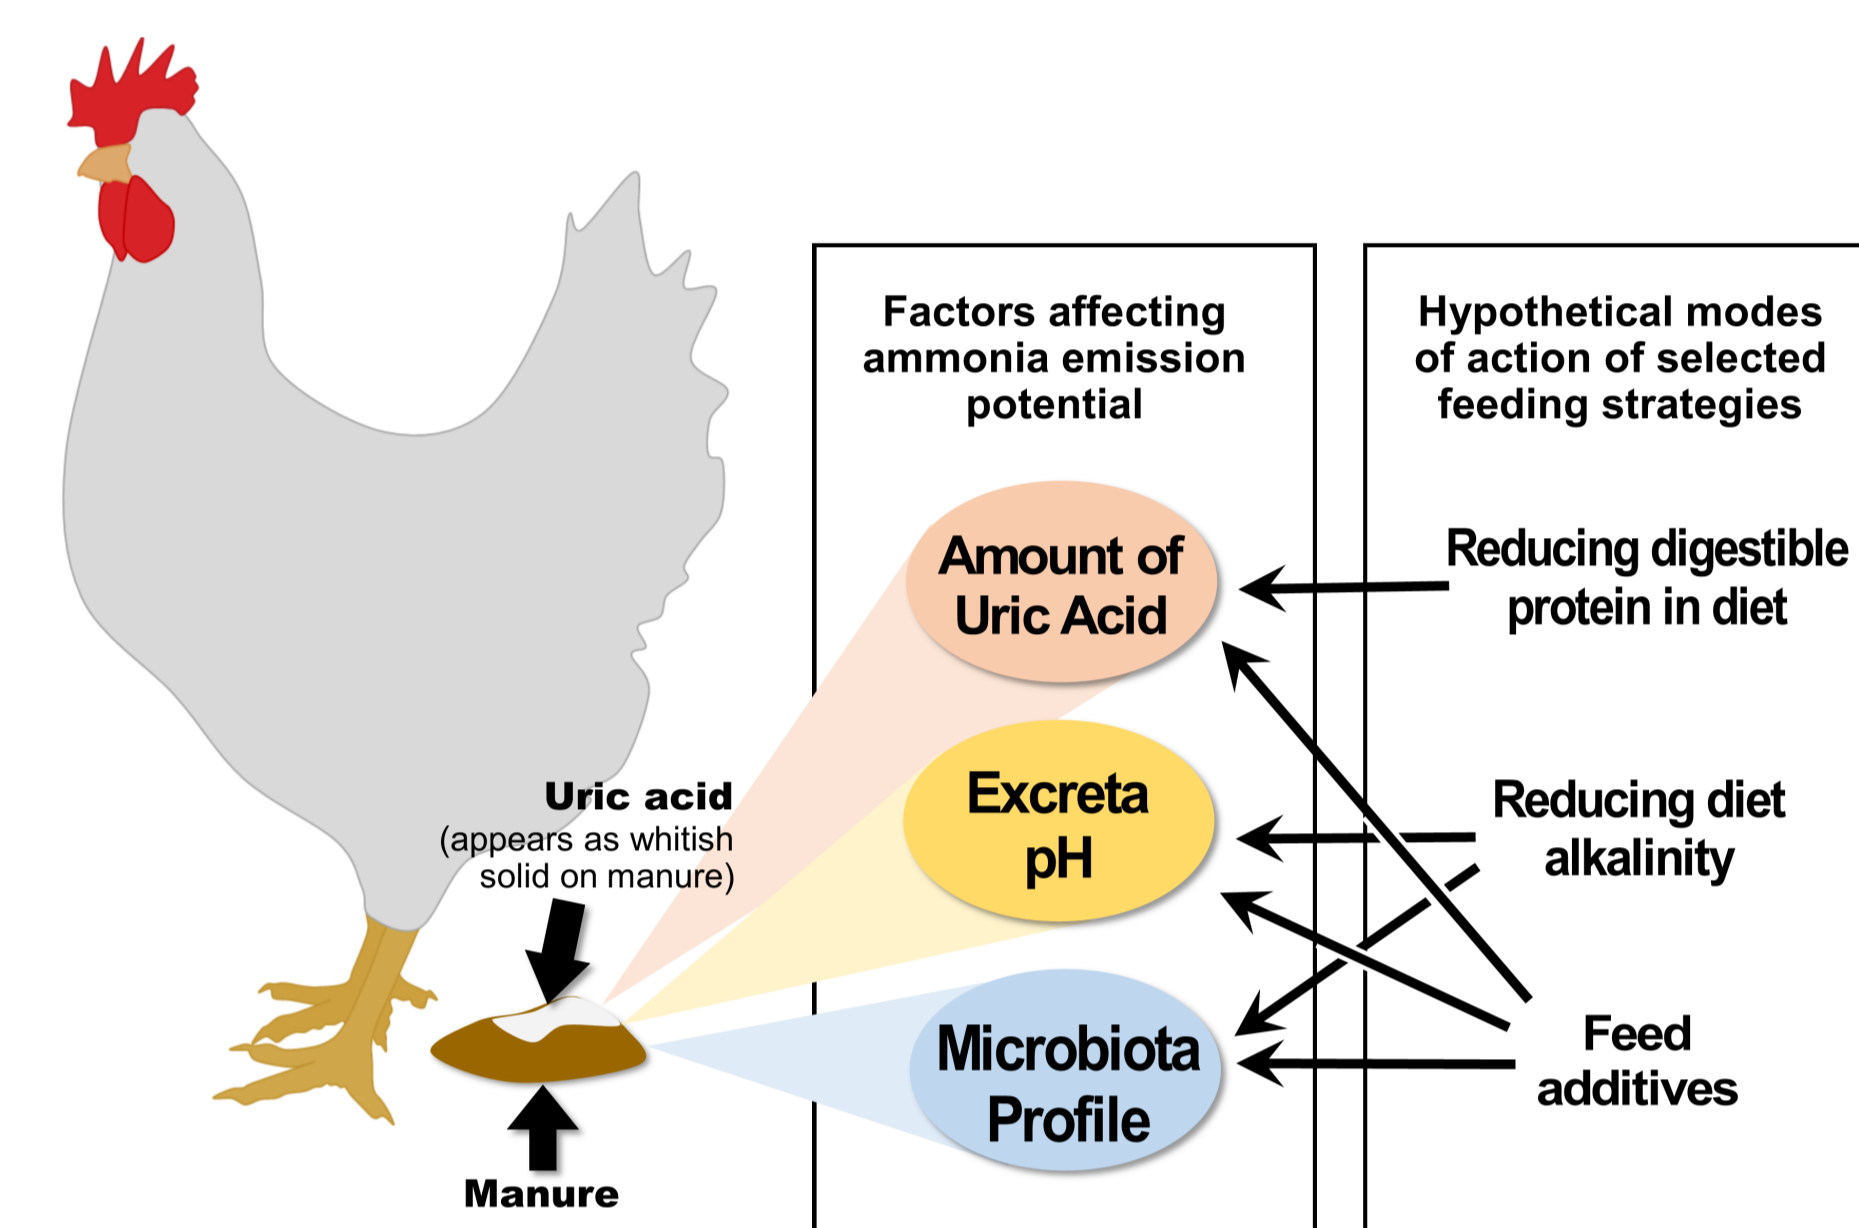 Factors affecting
ammonia emission
potential
Hypothetical modes
of action of selected
feeding strategies
Amount of
Uric Acid
Reducing digestible
protein in diet
Excreta
pH
Reducing diet
alkalinity
Uric acid
(appears as whitish
solid on manure)
Microbiota
Profile
Feed
additives
Manure